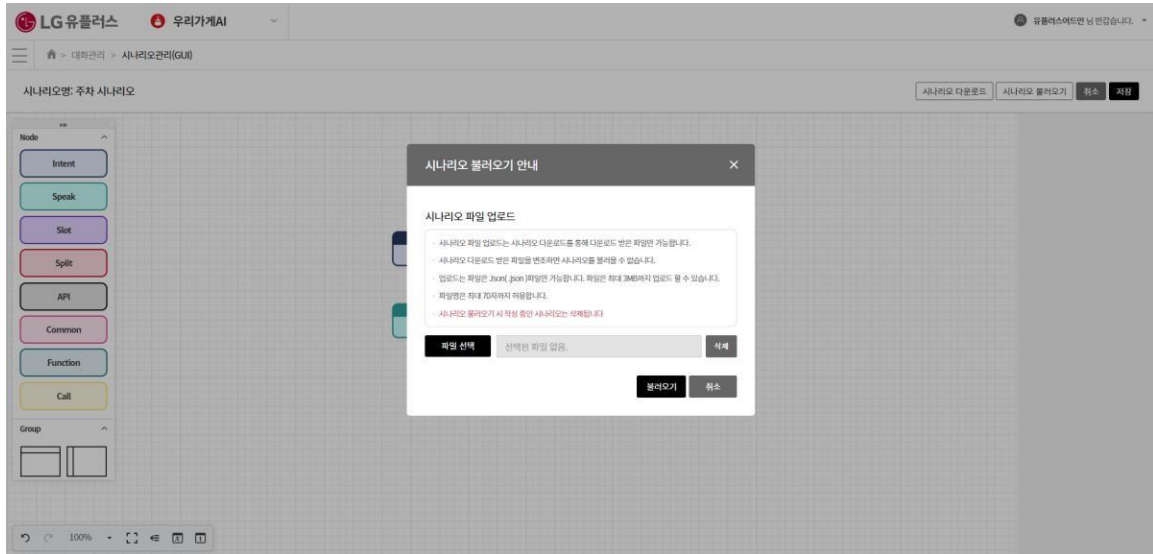 LG유플러스
우리가게AI
유플러스어드민 님 반갑습니다.
> 대화관리 > 시나리오관리(GUI)
시나리오명: 주차 시나리오
시나리오 다운로드
시나리오 불러오기
취소
저장
Node
Intent
Speak
Slot
Split
API
Common
Function
Call
Group
시나리오 불러오기 안내
시나리오 파일 업로드
· 시나리오 파일 업로드는 시나리오 다운로드를 통해 다운로드 받은 파일만 가능합니다.
· 시나리오 다운로드 받은 파일을 변조하면 시나리오를 불러올 수 없습니다.
· 업로드는 파일은 Json( .json )파일만 가능합니다. 파일은 최대 3MB까지 업로드 할 수 있습니다.
· 파일명은 최대 70자까지 허용합니다.
· 시나리오 불러오기 시 작성 중인 시나리오는 삭제됩니다
파일 선택
선택된 파일 없음.
삭제
불러오기
취소
100%